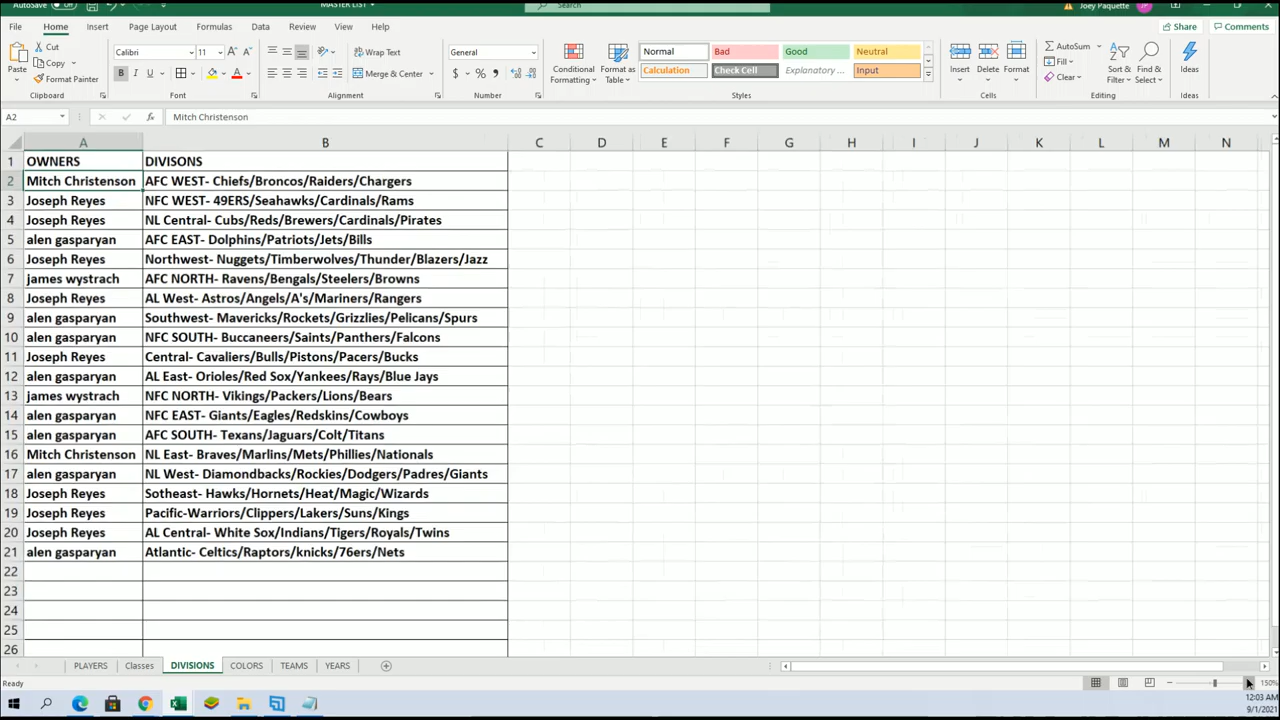 AutoSave Off MASTER LIST Search Joey Paquette JP
File Home Insert Page Layout Formulas Data Review View Help Share Comments
Cut Calibri 11 Wrap Text General Normal Bad Good Neutral AutoSum
Paste Copy Conditional Format as Calculation Check Cell Explanatory ... Input Insert Delete Format Fill Sort & Find & Ideas
Format Painter B I U Merge & Center $ % Formatting Table Clear Filter Select
Clipboard Font Alignment Number Styles Cells Editing Ideas
A2 fx Mitch Christenson
A B C D E F G H I J K L M N
1 OWNERS DIVISONS
2 Mitch Christenson AFC WEST- Chiefs/Broncos/Raiders/Chargers
3 Joseph Reyes NFC WEST- 49ERS/Seahawks/Cardinals/Rams
4 Joseph Reyes NL Central- Cubs/Reds/Brewers/Cardinals/Pirates
5 alen gasparyan AFC EAST- Dolphins/Patriots/Jets/Bills
6 Joseph Reyes Northwest- Nuggets/Timberwolves/Thunder/Blazers/Jazz
7 james wystrach AFC NORTH- Ravens/Bengals/Steelers/Browns
8 Joseph Reyes AL West- Astros/Angels/A's/Mariners/Rangers
9 alen gasparyan Southwest- Mavericks/Rockets/Grizzlies/Pelicans/Spurs
10 alen gasparyan NFC SOUTH- Buccaneers/Saints/Panthers/Falcons
11 Joseph Reyes Central- Cavaliers/Bulls/Pistons/Pacers/Bucks
12 alen gasparyan AL East- Orioles/Red Sox/Yankees/Rays/Blue Jays
13 james wystrach NFC NORTH- Vikings/Packers/Lions/Bears
14 alen gasparyan NFC EAST- Giants/Eagles/Redskins/Cowboys
15 alen gasparyan AFC SOUTH- Texans/Jaguars/Colt/Titans
16 Mitch Christenson NL East- Braves/Marlins/Mets/Phillies/Nationals
17 alen gasparyan NL West- Diamondbacks/Rockies/Dodgers/Padres/Giants
18 Joseph Reyes Sotheast- Hawks/Hornets/Heat/Magic/Wizards
19 Joseph Reyes Pacific-Warriors/Clippers/Lakers/Suns/Kings
20 Joseph Reyes AL Central- White Sox/Indians/Tigers/Royals/Twins
21 alen gasparyan Atlantic- Celtics/Raptors/knicks/76ers/Nets
22
23
24
25
26
PLAYERS Classes DIVISIONS COLORS TEAMS YEARS
Ready 150%
12:03 AM
9/1/2021